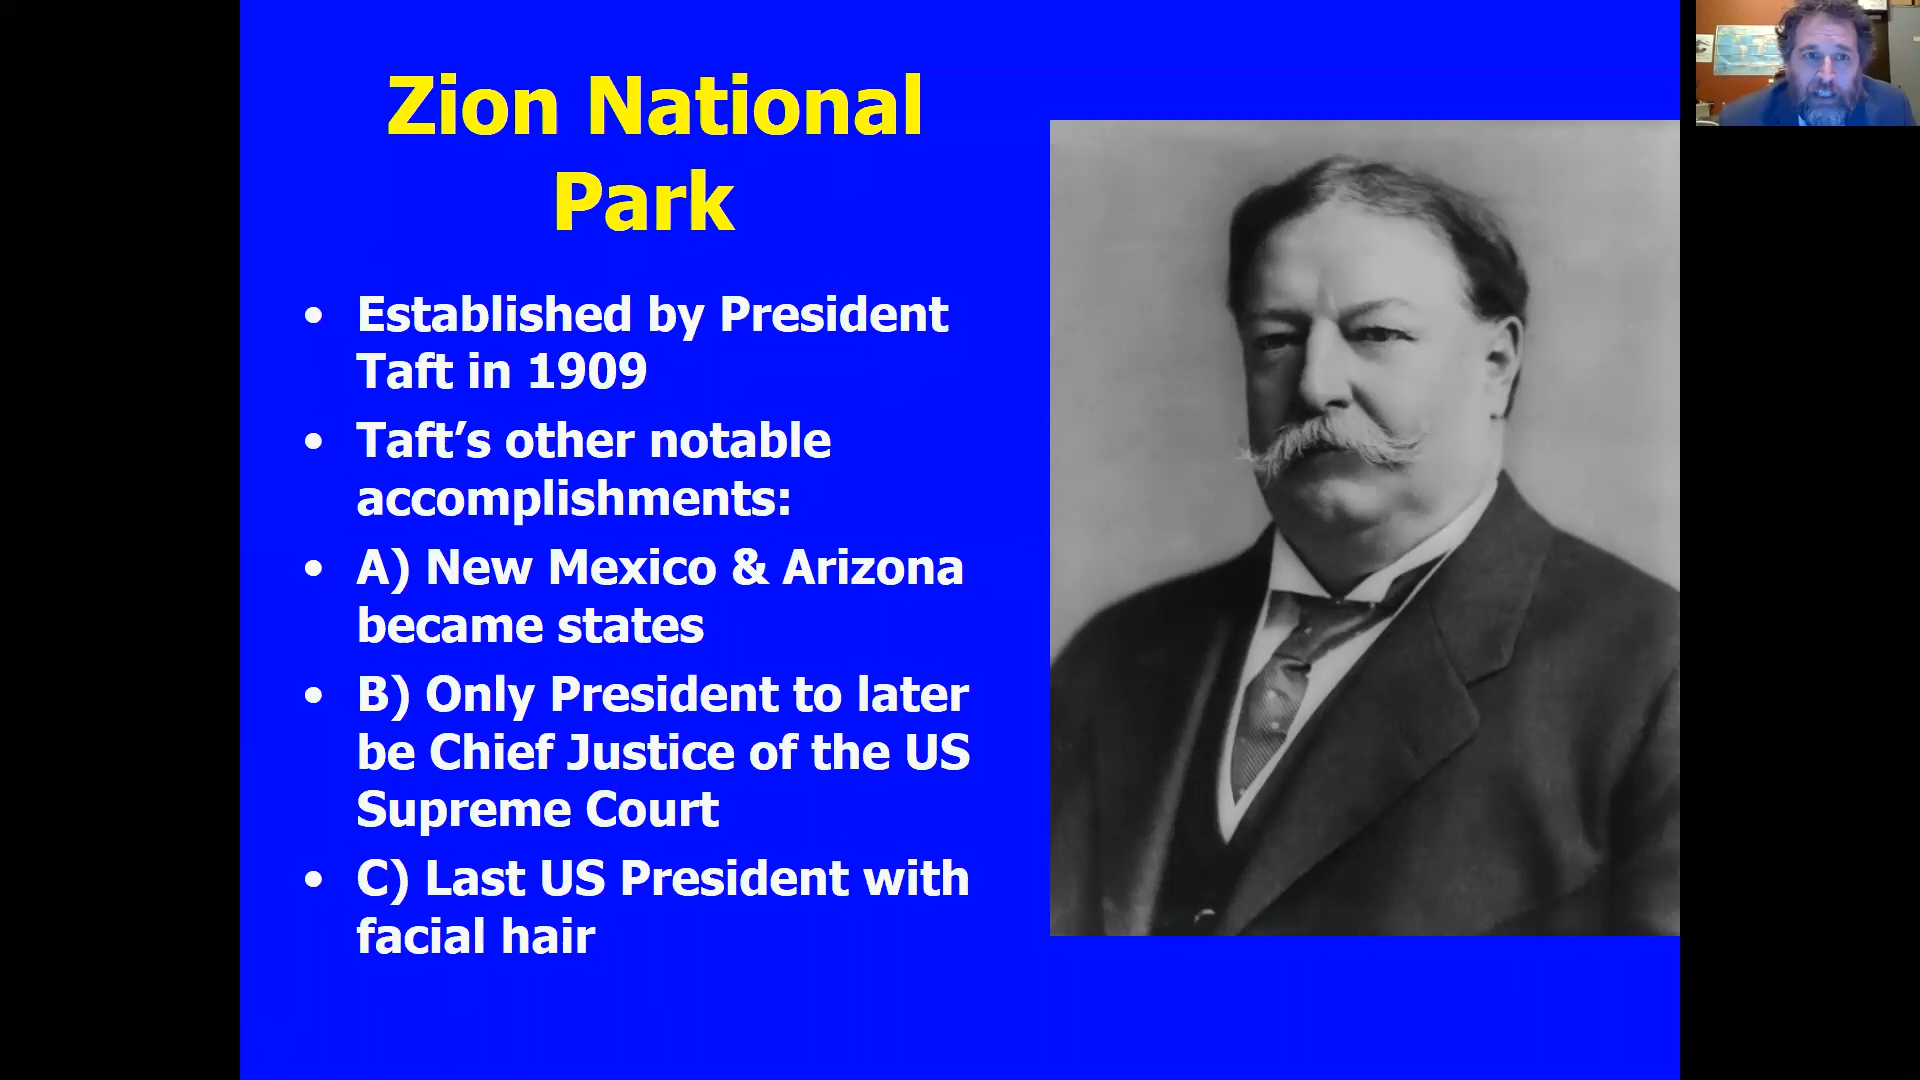 Zion National
Park
• Established by President
Taft in 1909
• Taft’s other notable
accomplishments:
• A) New Mexico & Arizona
became states
• B) Only President to later
be Chief Justice of the US
Supreme Court
• C) Last US President with
facial hair